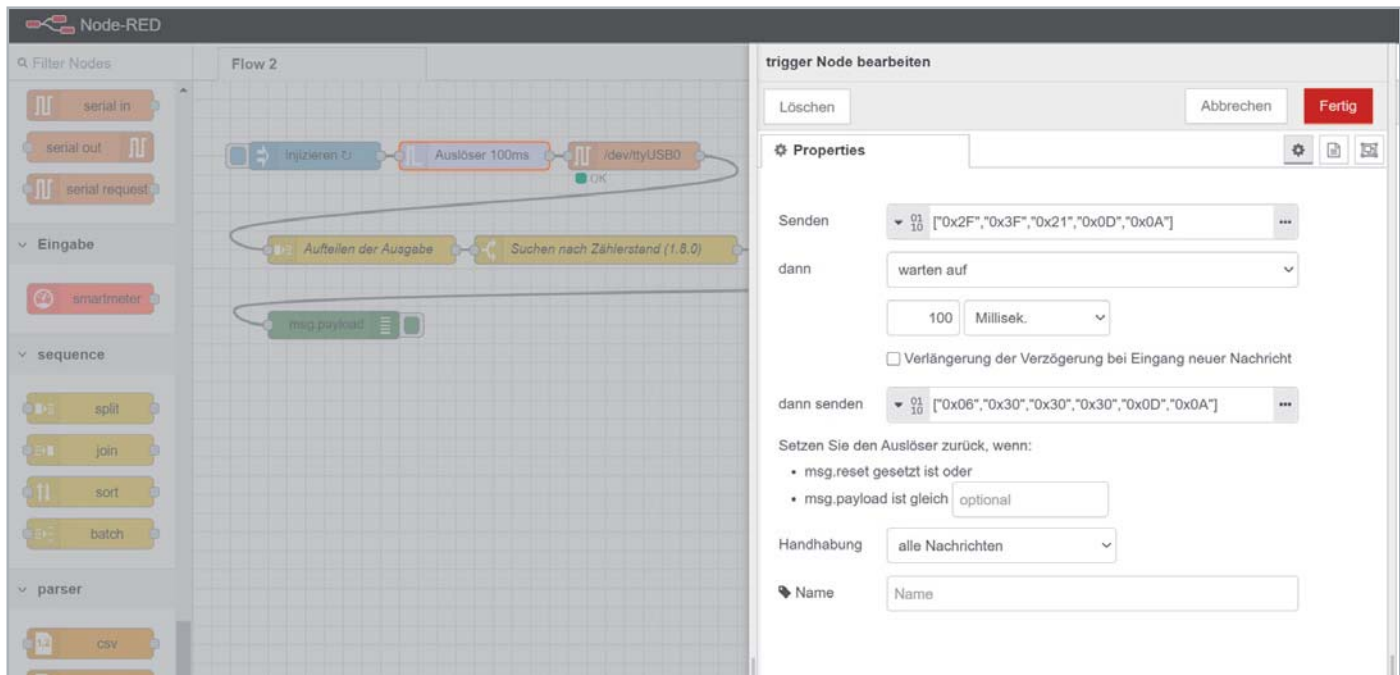 Node-RED
Filter Nodes
serial in
serial out
serial request
Eingabe
smartmeter
sequence
split
join
sort
batch
parser
csv
Flow 2
Injizieren ↻
Auslöser 100ms
/dev/ttyUSB0
OK
Aufteilen der Ausgabe
Suchen nach Zählerstand (1.8.0)
msg.payload
trigger Node bearbeiten
Löschen
Abbrechen
Fertig
Properties
Senden
01
10
["0x2F","0x3F","0x21","0x0D","0x0A"]
dann
warten auf
100
Millisek.
Verlängerung der Verzögerung bei Eingang neuer Nachricht
dann senden
01
10
["0x06","0x30","0x30","0x30","0x0D","0x0A"]
Setzen Sie den Auslöser zurück, wenn:
• msg.reset gesetzt ist oder
• msg.payload ist gleich optional
Handhabung
alle Nachrichten
Name
Name